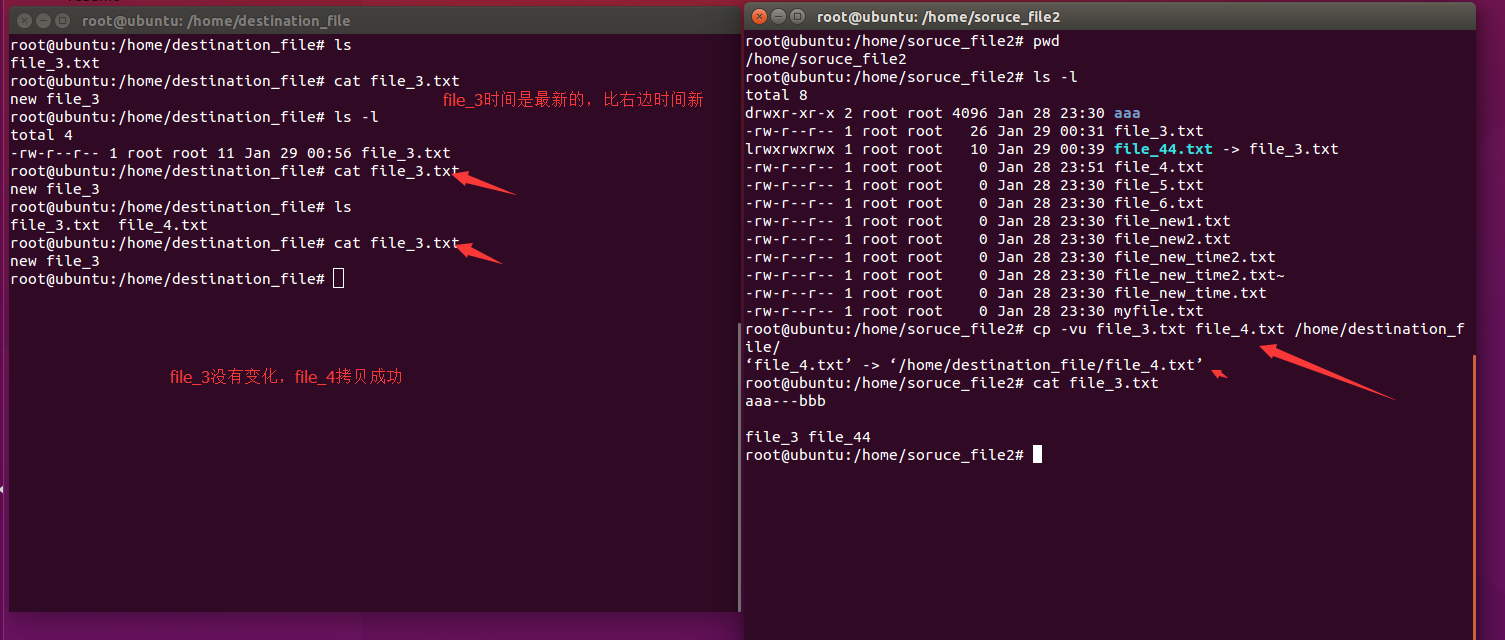 root@ubuntu: /home/destination_file
root@ubuntu:/home/destination_file# ls
file_3.txt
root@ubuntu:/home/destination_file# cat file_3.txt
new file_3
file_3时间是最新的，比右边时间新
root@ubuntu:/home/destination_file# ls -l
total 4
-rw-r--r-- 1 root root 11 Jan 29 00:56 file_3.txt
root@ubuntu:/home/destination_file# cat file_3.txt
new file_3
root@ubuntu:/home/destination_file# ls
file_3.txt  file_4.txt
root@ubuntu:/home/destination_file# cat file_3.txt
new file_3
root@ubuntu:/home/destination_file#
file_3没有变化，file_4拷贝成功
root@ubuntu: /home/soruce_file2
root@ubuntu:/home/soruce_file2# pwd
/home/soruce_file2
root@ubuntu:/home/soruce_file2# ls -l
total 8
drwxr-xr-x 2 root root 4096 Jan 28 23:30 aaa
-rw-r--r-- 1 root root   26 Jan 29 00:31 file_3.txt
lrwxrwxrwx 1 root root   10 Jan 29 00:39 file_44.txt -> file_3.txt
-rw-r--r-- 1 root root    0 Jan 28 23:51 file_4.txt
-rw-r--r-- 1 root root    0 Jan 28 23:30 file_5.txt
-rw-r--r-- 1 root root    0 Jan 28 23:30 file_6.txt
-rw-r--r-- 1 root root    0 Jan 28 23:30 file_new1.txt
-rw-r--r-- 1 root root    0 Jan 28 23:30 file_new2.txt
-rw-r--r-- 1 root root    0 Jan 28 23:30 file_new_time2.txt
-rw-r--r-- 1 root root    0 Jan 28 23:30 file_new_time2.txt~
-rw-r--r-- 1 root root    0 Jan 28 23:30 file_new_time.txt
-rw-r--r-- 1 root root    0 Jan 28 23:30 myfile.txt
root@ubuntu:/home/soruce_file2# cp -vu file_3.txt file_4.txt /home/destination_f
ile/
‘file_4.txt’ -> ‘/home/destination_file/file_4.txt’
root@ubuntu:/home/soruce_file2# cat file_3.txt
aaa---bbb
file_3 file_44
root@ubuntu:/home/soruce_file2#